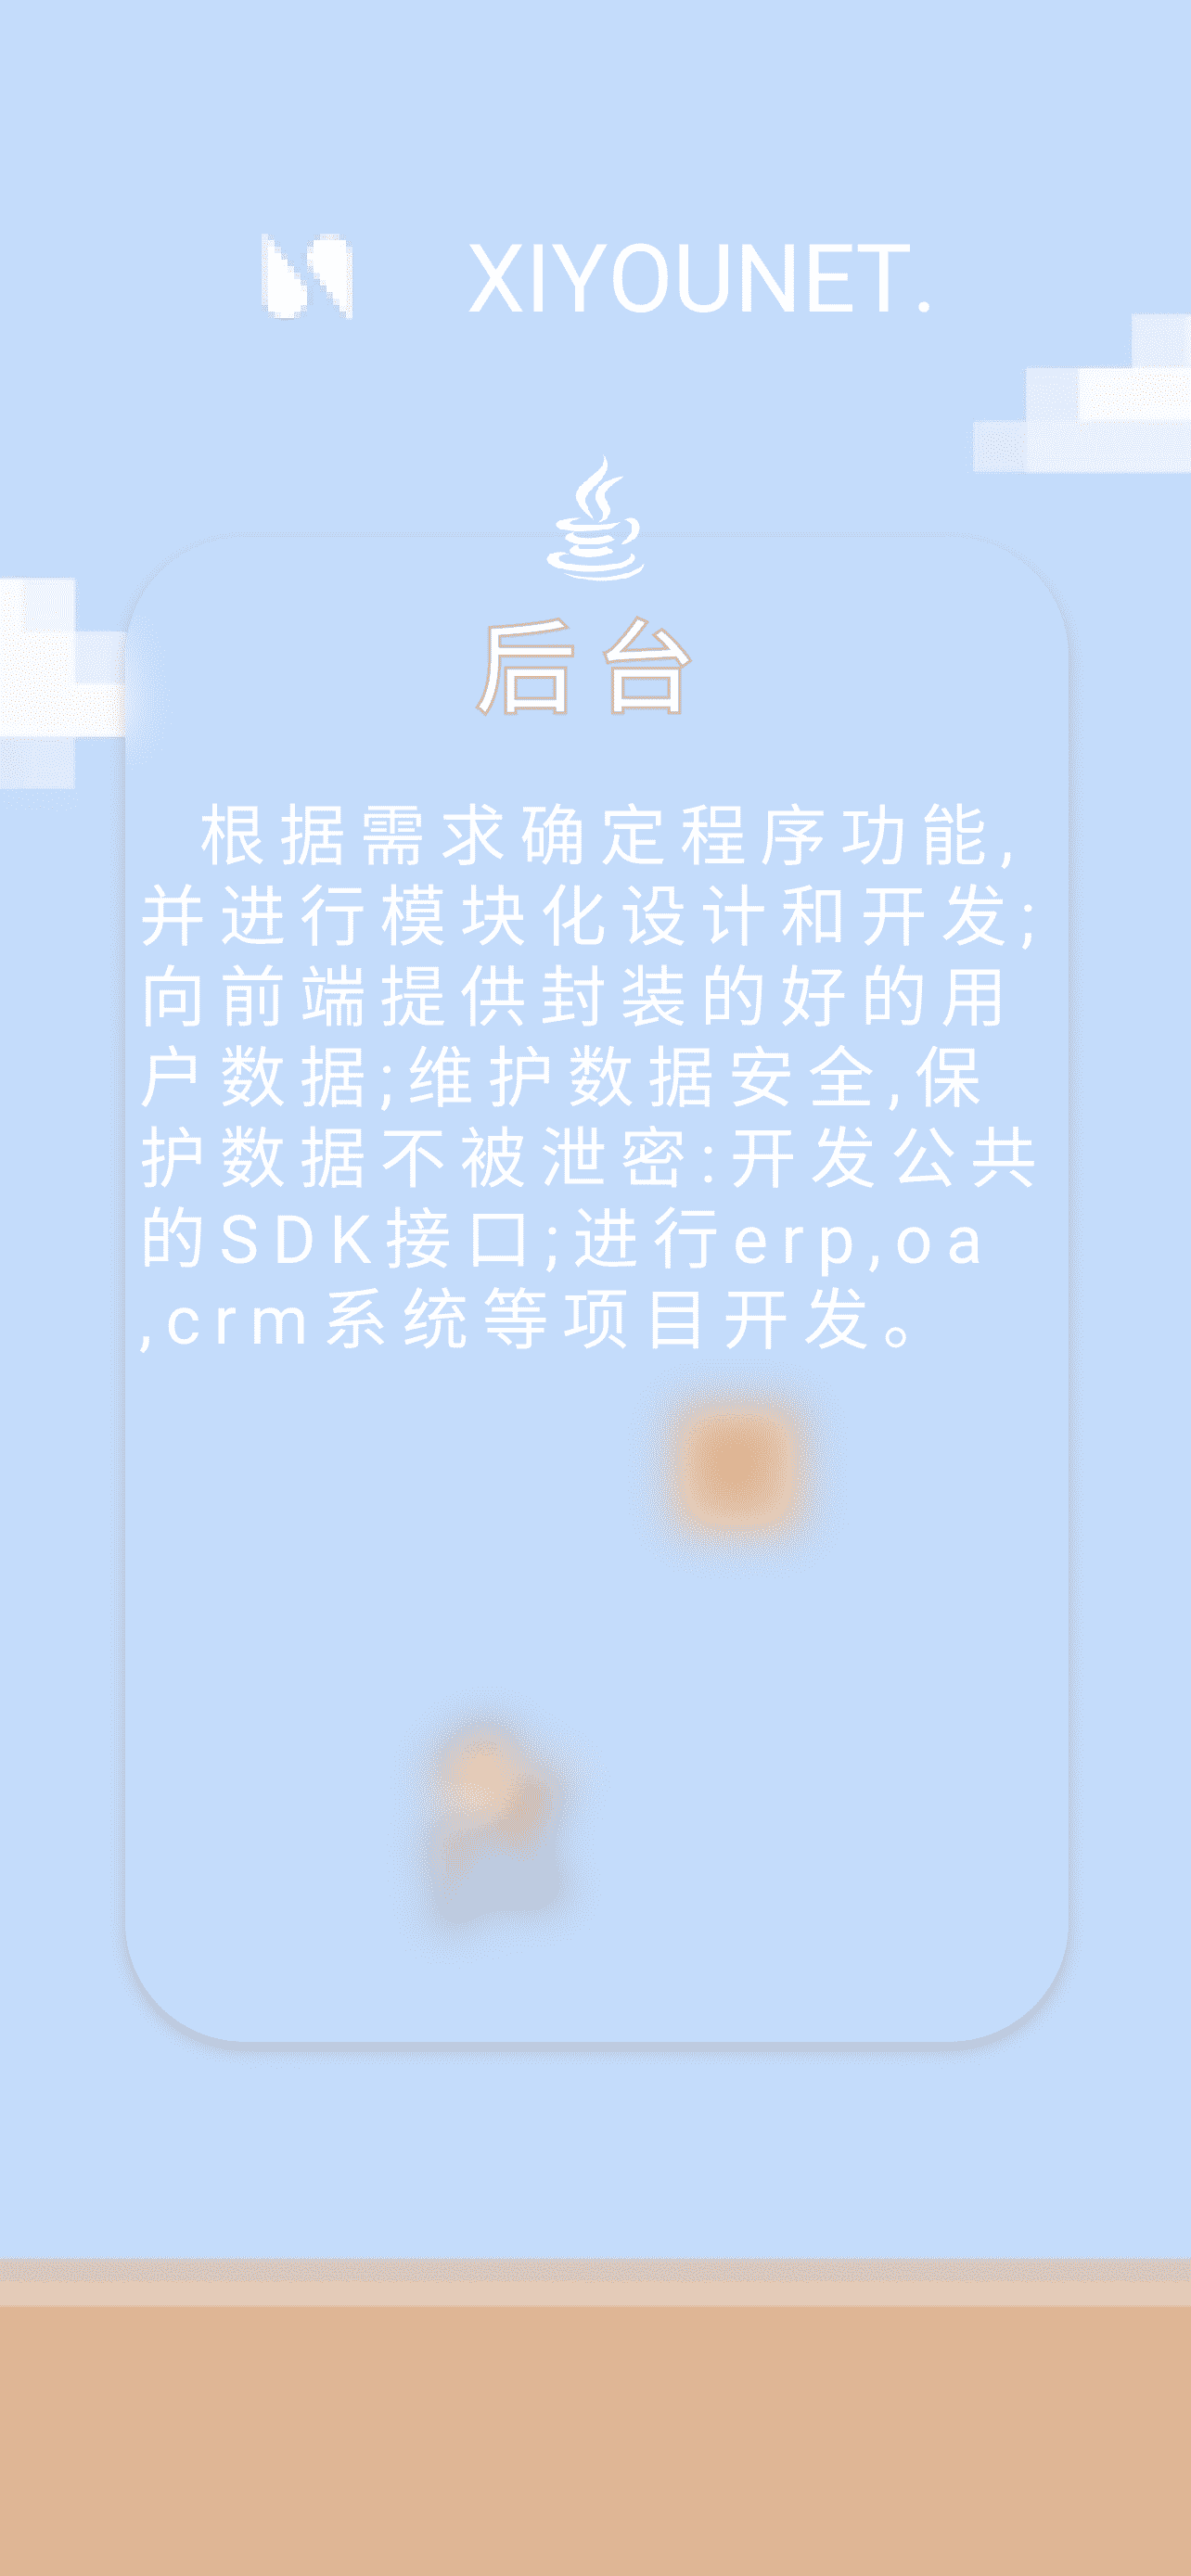 XIYOUNET.
后台
根据需求确定程序功能,
并进行模块化设计和开发;
向前端提供封装的好的用
户数据;维护数据安全,保
护数据不被泄密:开发公共
的SDK接口;进行erp,oa
,crm系统等项目开发。